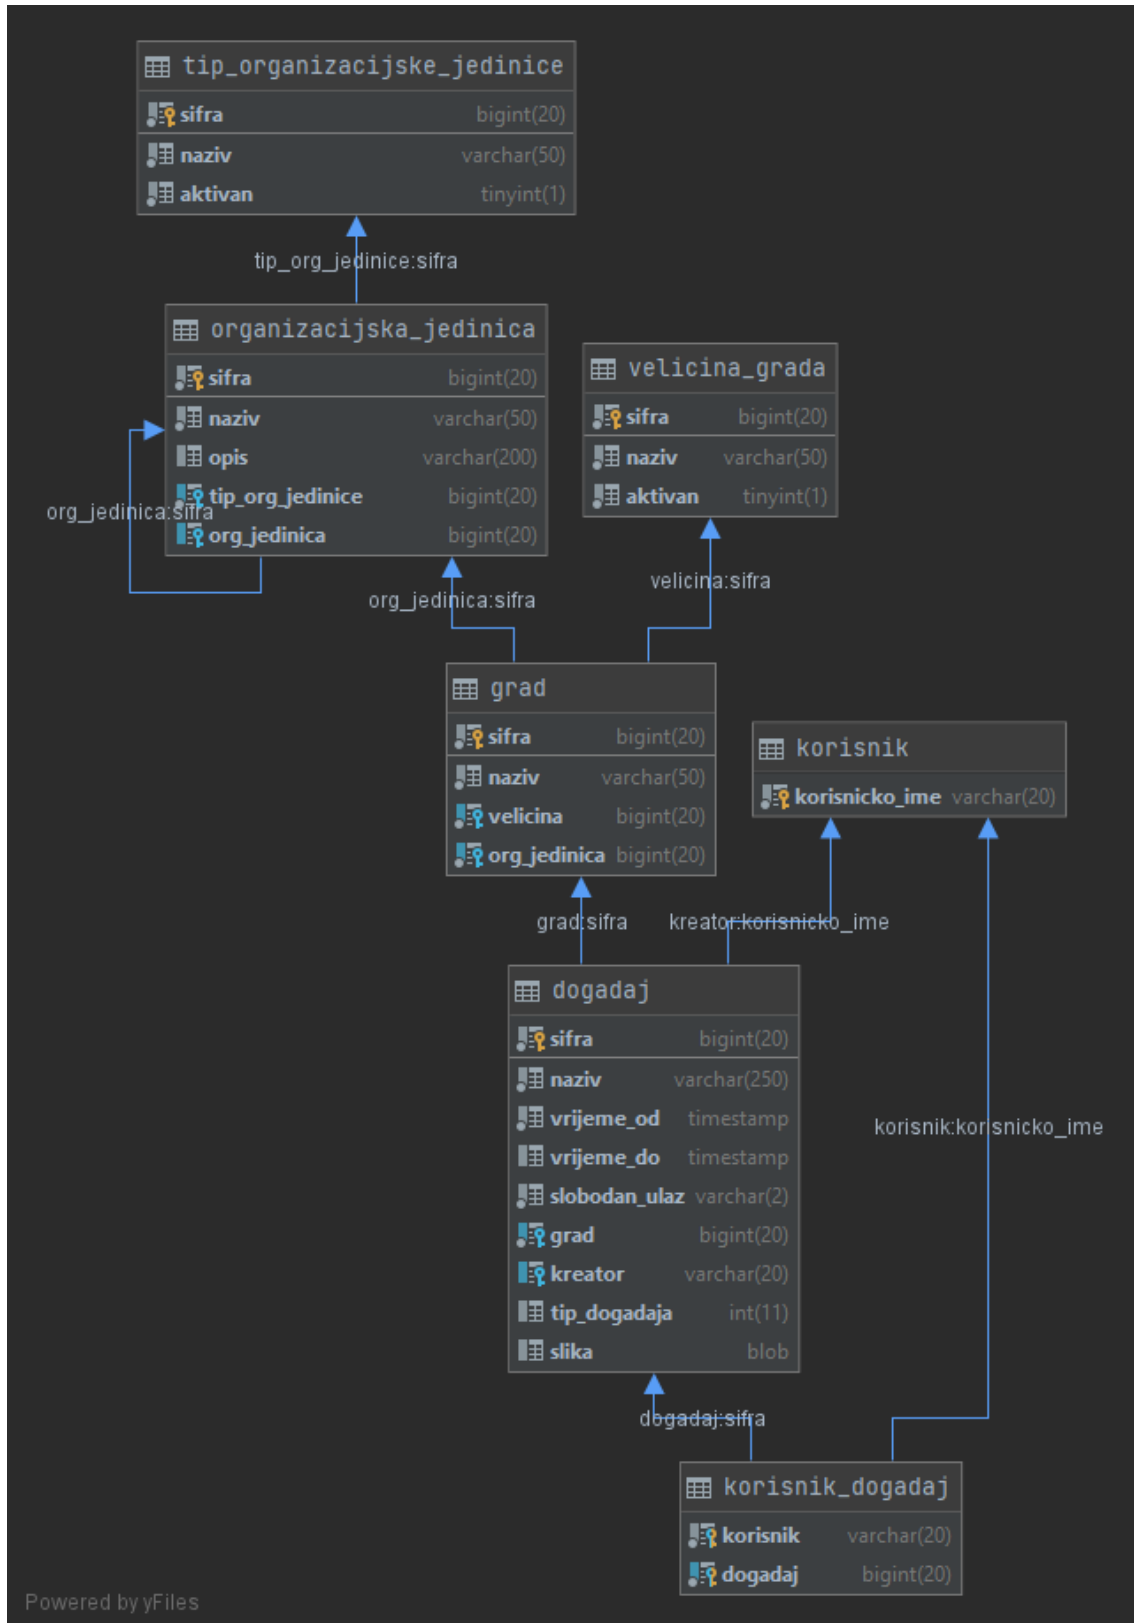 tip_organizacijske_jedinice
sifra bigint(20)
naziv varchar(50)
aktivan tinyint(1)
tip_org_jedinice:sifra
organizacijska_jedinica
sifra bigint(20)
naziv varchar(50)
opis varchar(200)
tip_org_jedinice bigint(20)
org_jedinica bigint(20)
org_jedinica:sifra
velicina_grada
sifra bigint(20)
naziv varchar(50)
aktivan tinyint(1)
org_jedinica:sifra
velicina:sifra
grad
sifra bigint(20)
naziv varchar(50)
velicina bigint(20)
org_jedinica bigint(20)
korisnik
korisnicko_ime varchar(20)
grad:sifra
kreator:korisnicko_ime
dogadaj
sifra bigint(20)
naziv varchar(250)
vrijeme_od timestamp
vrijeme_do timestamp
slobodan_ulaz varchar(2)
grad bigint(20)
kreator varchar(20)
tip_dogadaja int(11)
slika blob
korisnik:korisnicko_ime
dogadaj:sifra
korisnik_dogadaj
korisnik varchar(20)
dogadaj bigint(20)
Powered by yFiles